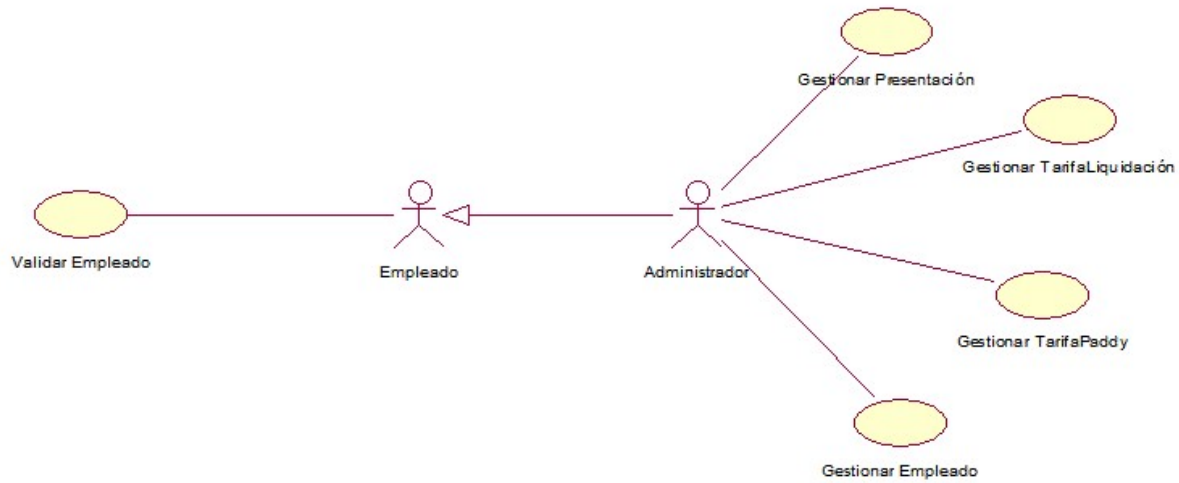 Gestionar Presentación
Gestionar TarifaLiquidación
Validar Empleado
Empleado
Administrador
Gestionar TarifaPaddy
Gestionar Empleado